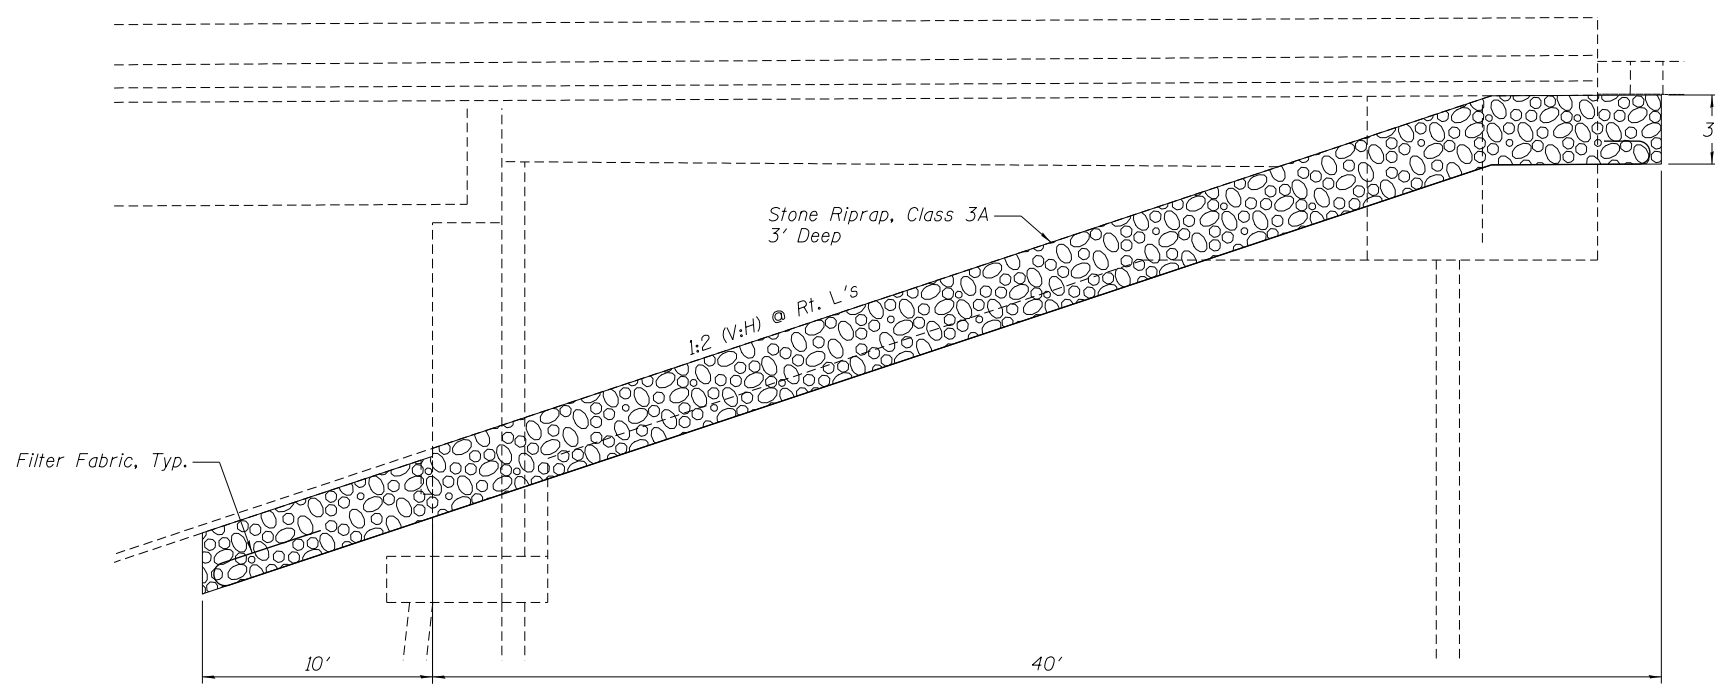 3
Stone Riprap, Class 3A
3' Deep
1:2 (V:H) @ Rt. L's
Filter Fabric, Typ.
10'
40'